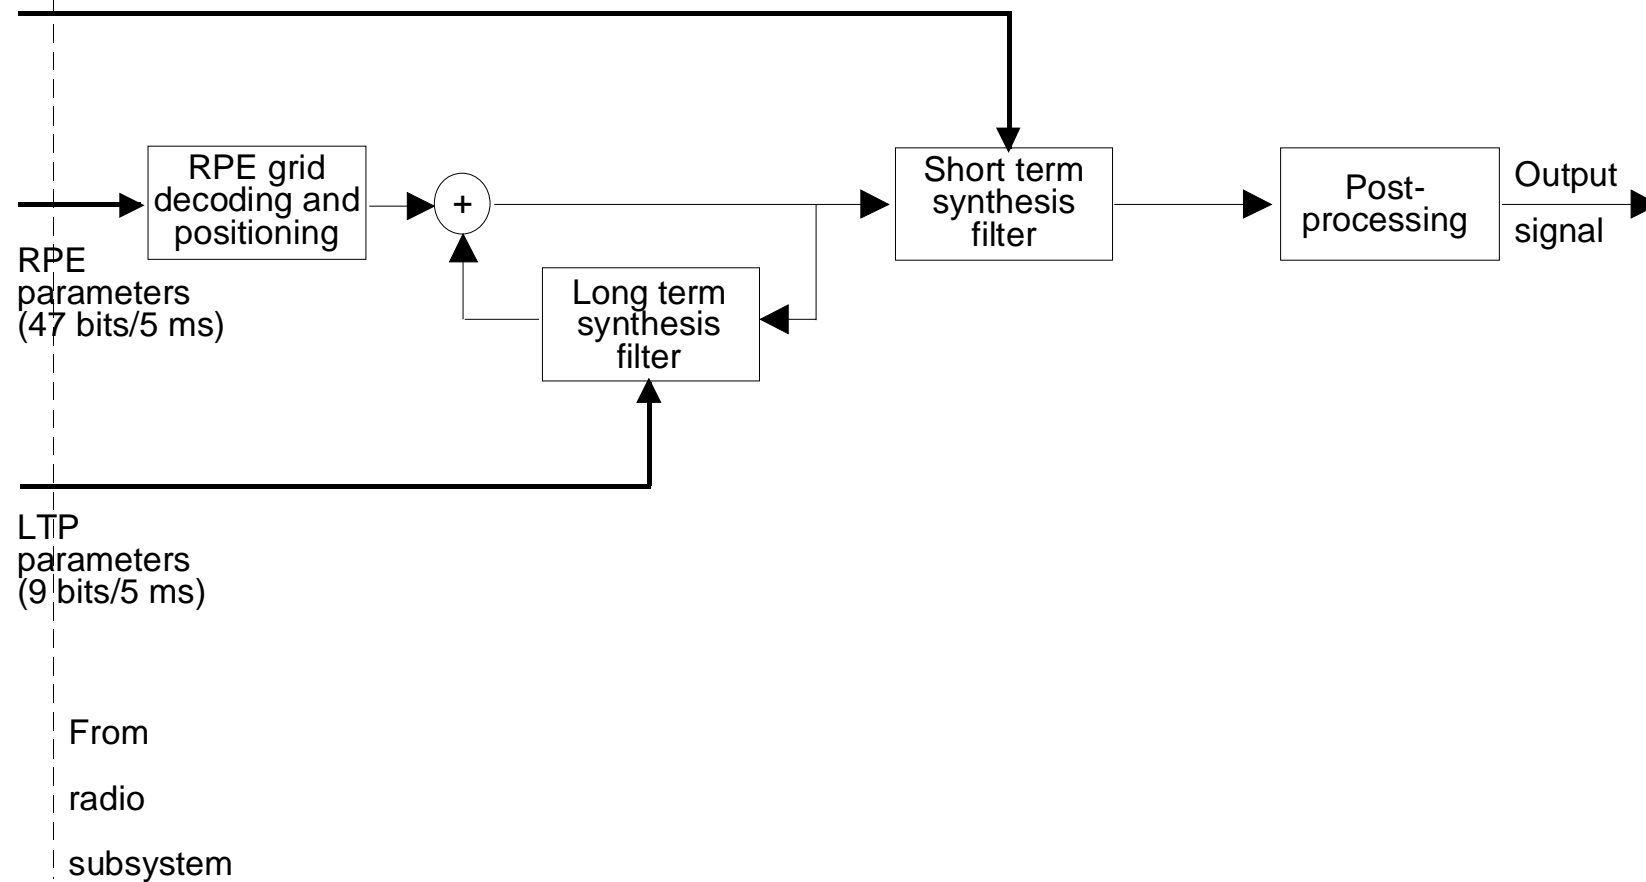 RPE grid
decoding and
positioning
+
Short term
synthesis
filter
Post-
processing
Output
signal
RPE
parameters
(47 bits/5 ms)
Long term
synthesis
filter
LTP
parameters
(9 bits/5 ms)
From
radio
subsystem